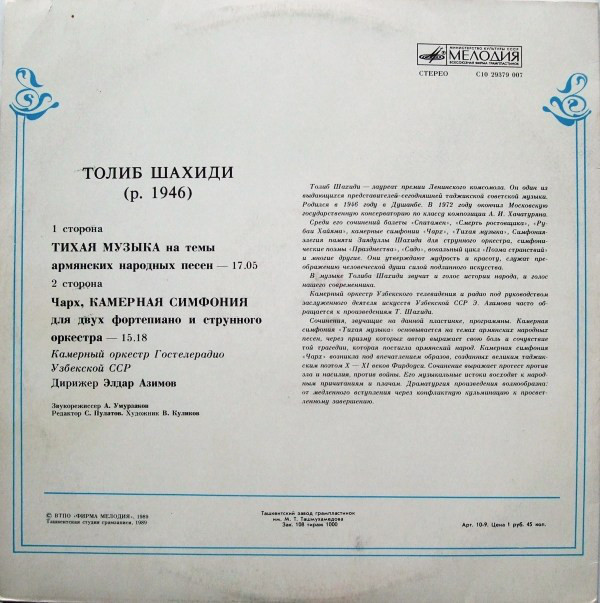 МИНИСТЕРСТВО КУЛЬТУРЫ СССР
МЕЛОДИЯ
ВСЕСОЮЗНАЯ ФИРМА ГРАМПЛАСТИНОК
СТЕРЕО С10 29379 007
ТОЛИБ ШАХИДИ
(р. 1946)
1 сторона
ТИХАЯ МУЗЫКА на темы
армянских народных песен — 17.05
2 сторона
Чарх, КАМЕРНАЯ СИМФОНИЯ
для двух фортепиано и струнного
оркестра — 15.18
Камерный оркестр Гостелерадио
Узбекской ССР
Дирижер Элдар Азимов
Звукорежиссер А. Умурзаков
Редактор С. Пулатов. Художник В. Куликов
Толиб Шахиди — лауреат премии Ленинского комсомола. Он один из
выдающихся представителей-сегодняшней таджикской советской музыки.
Родился в 1946 году в Душанбе. В 1972 году окончил Московскую
государственную консерваторию по классу композиции А. И. Хачатуряна.
Среди его сочинений балеты «Спитамен», «Смерть ростовщика», «Ру-
баи Хайяма», камерные симфонии «Чарх», «Тихая музыка», Симфония-
элегия памяти Зиядуллы Шахиди для струнного оркестра, симфони-
ческие поэмы «Празднества», «Садо», вокальный цикл «Поэма странствий»
и многие другие. Они утверждают мудрость и красоту, служат пре-
ображению человеческой души силой подлинного искусства.
В музыке Толиба Шахиди звучит и голос истории народа, и голос
нашего современника.
Камерный оркестр Узбекского телевидения и радио под руководством
заслуженного деятеля искусств Узбекской ССР Э. Азимова часто об-
ращается к произведениям Т. Шахиди.
Сочинения, звучащие на данной пластинке, программны. Камерная
симфония «Тихая музыка» основывается на темах армянских народных
песен, через призму которых автор выражает свою боль и сочувствие
той трагедии, которая постигла армянский народ. Камерная симфония
«Чарх» возникла под впечатлением образов, созданных великим таджик-
ским поэтом X — XI веков Фирдоуси. Сочинение выражает протест против
зла и насилия, против войны. Его музыкальные истоки восходят к народ-
ным причитаниям и плачам. Драматургия произведения волнообразна:
от медленного вступления через конфликтную кульминацию к просвет-
ленному завершению.
© ВТПО «ФИРМА МЕЛОДИЯ», 1989
Ташкентская студия грамзаписи, 1989
Ташкентский завод грампластинок
им. М. Т. Ташмухамедова
Зак. 108 тираж 1000
Арт. 10-9. Цена 1 руб. 45 коп.